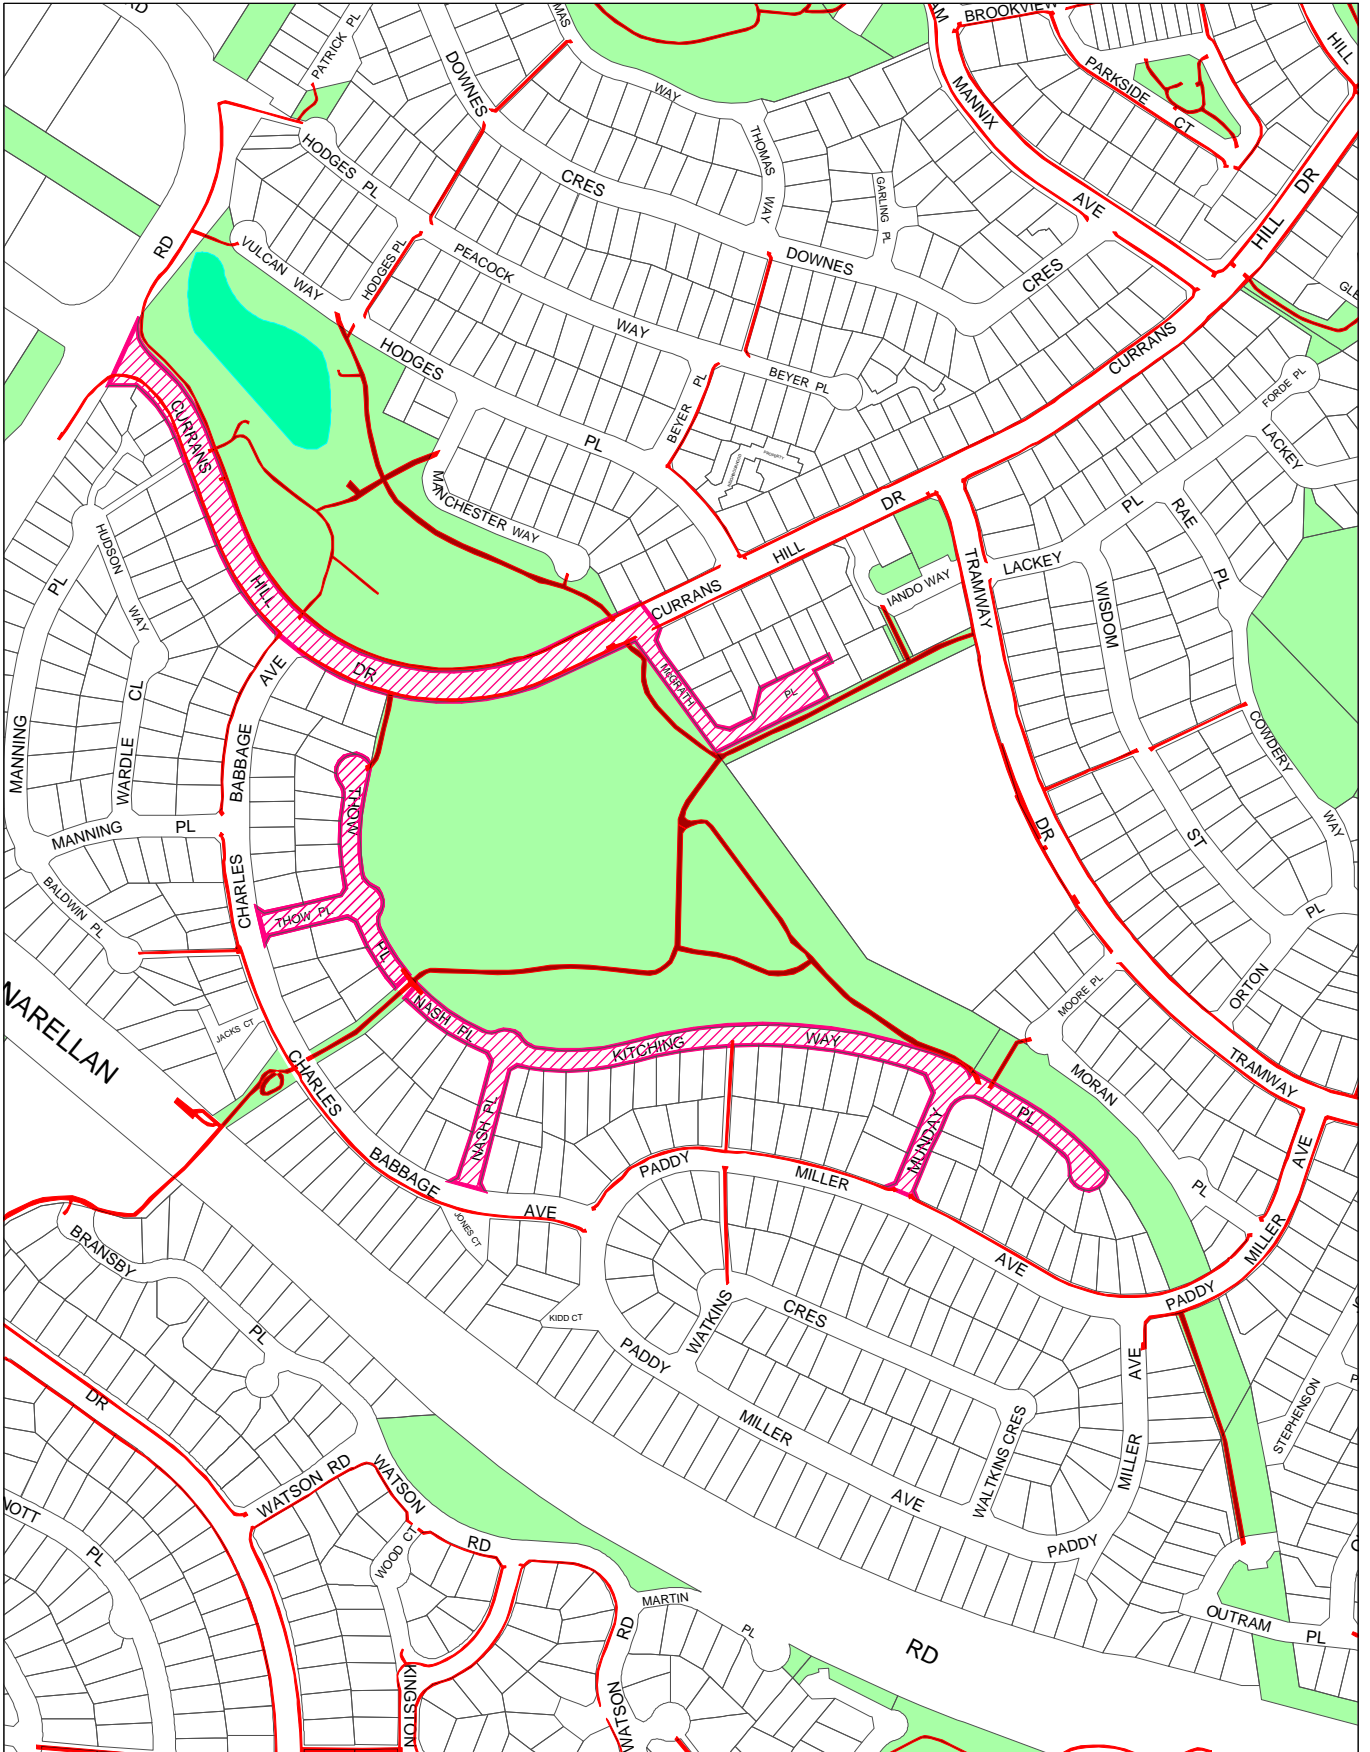 PATRICK PL
DOWNES
WAY
BROOKVIEW
HILL
MANNIX
PARKSIDE
CT
HODGES PL
CRES
THOMAS
WAY
GARLING PL
AVE
HILL
DR
RD
VULCAN WAY
HODGES PL
PEACOCK
WAY
DOWNES
CRES
CURRANS
HODGES
BEYER PL
BEYER PL
FORDE PL
CURRANS
PL
LACKEY
MANCHESTER WAY
DR
PL
RAE
PL
HUDSON
WAY
HILL
CURRANS
HILL
IANDO WAY
TRAMWAY
LACKEY
WISDOM
PL
DR
McGRATH
PL
AVE
CL
MANNING
WARDLE
BABBAGE
THOW
COWDERY
WAY
MANNING
PL
DR
ST
BALDWIN
PL
CHARLES
THOW PL
PL
PL
NARELLAN
JACKS CT
NASH PL
KITCHING
WAY
MOORE PL
ORTON
CHARLES
MORAN
TRAMWAY
NASH PL
MUNDAY
PL
BABBAGE
PADDY
MILLER
AVE
PL
AVE
JONES CT
AVE
MILLER
BRANSBY
PL
KIDD CT
WATKINS
CRES
PADDY
PADDY
AVE
DR
MILLER
WALTKINS CRES
MILLER
STEPHENSON
WATSON RD
WATSON
AVE
PADDY
NOTT
PL
WOOD CT
RD
MARTIN
PL
RD
RD
OUTRAM
PL
KINGSTON
WATSON